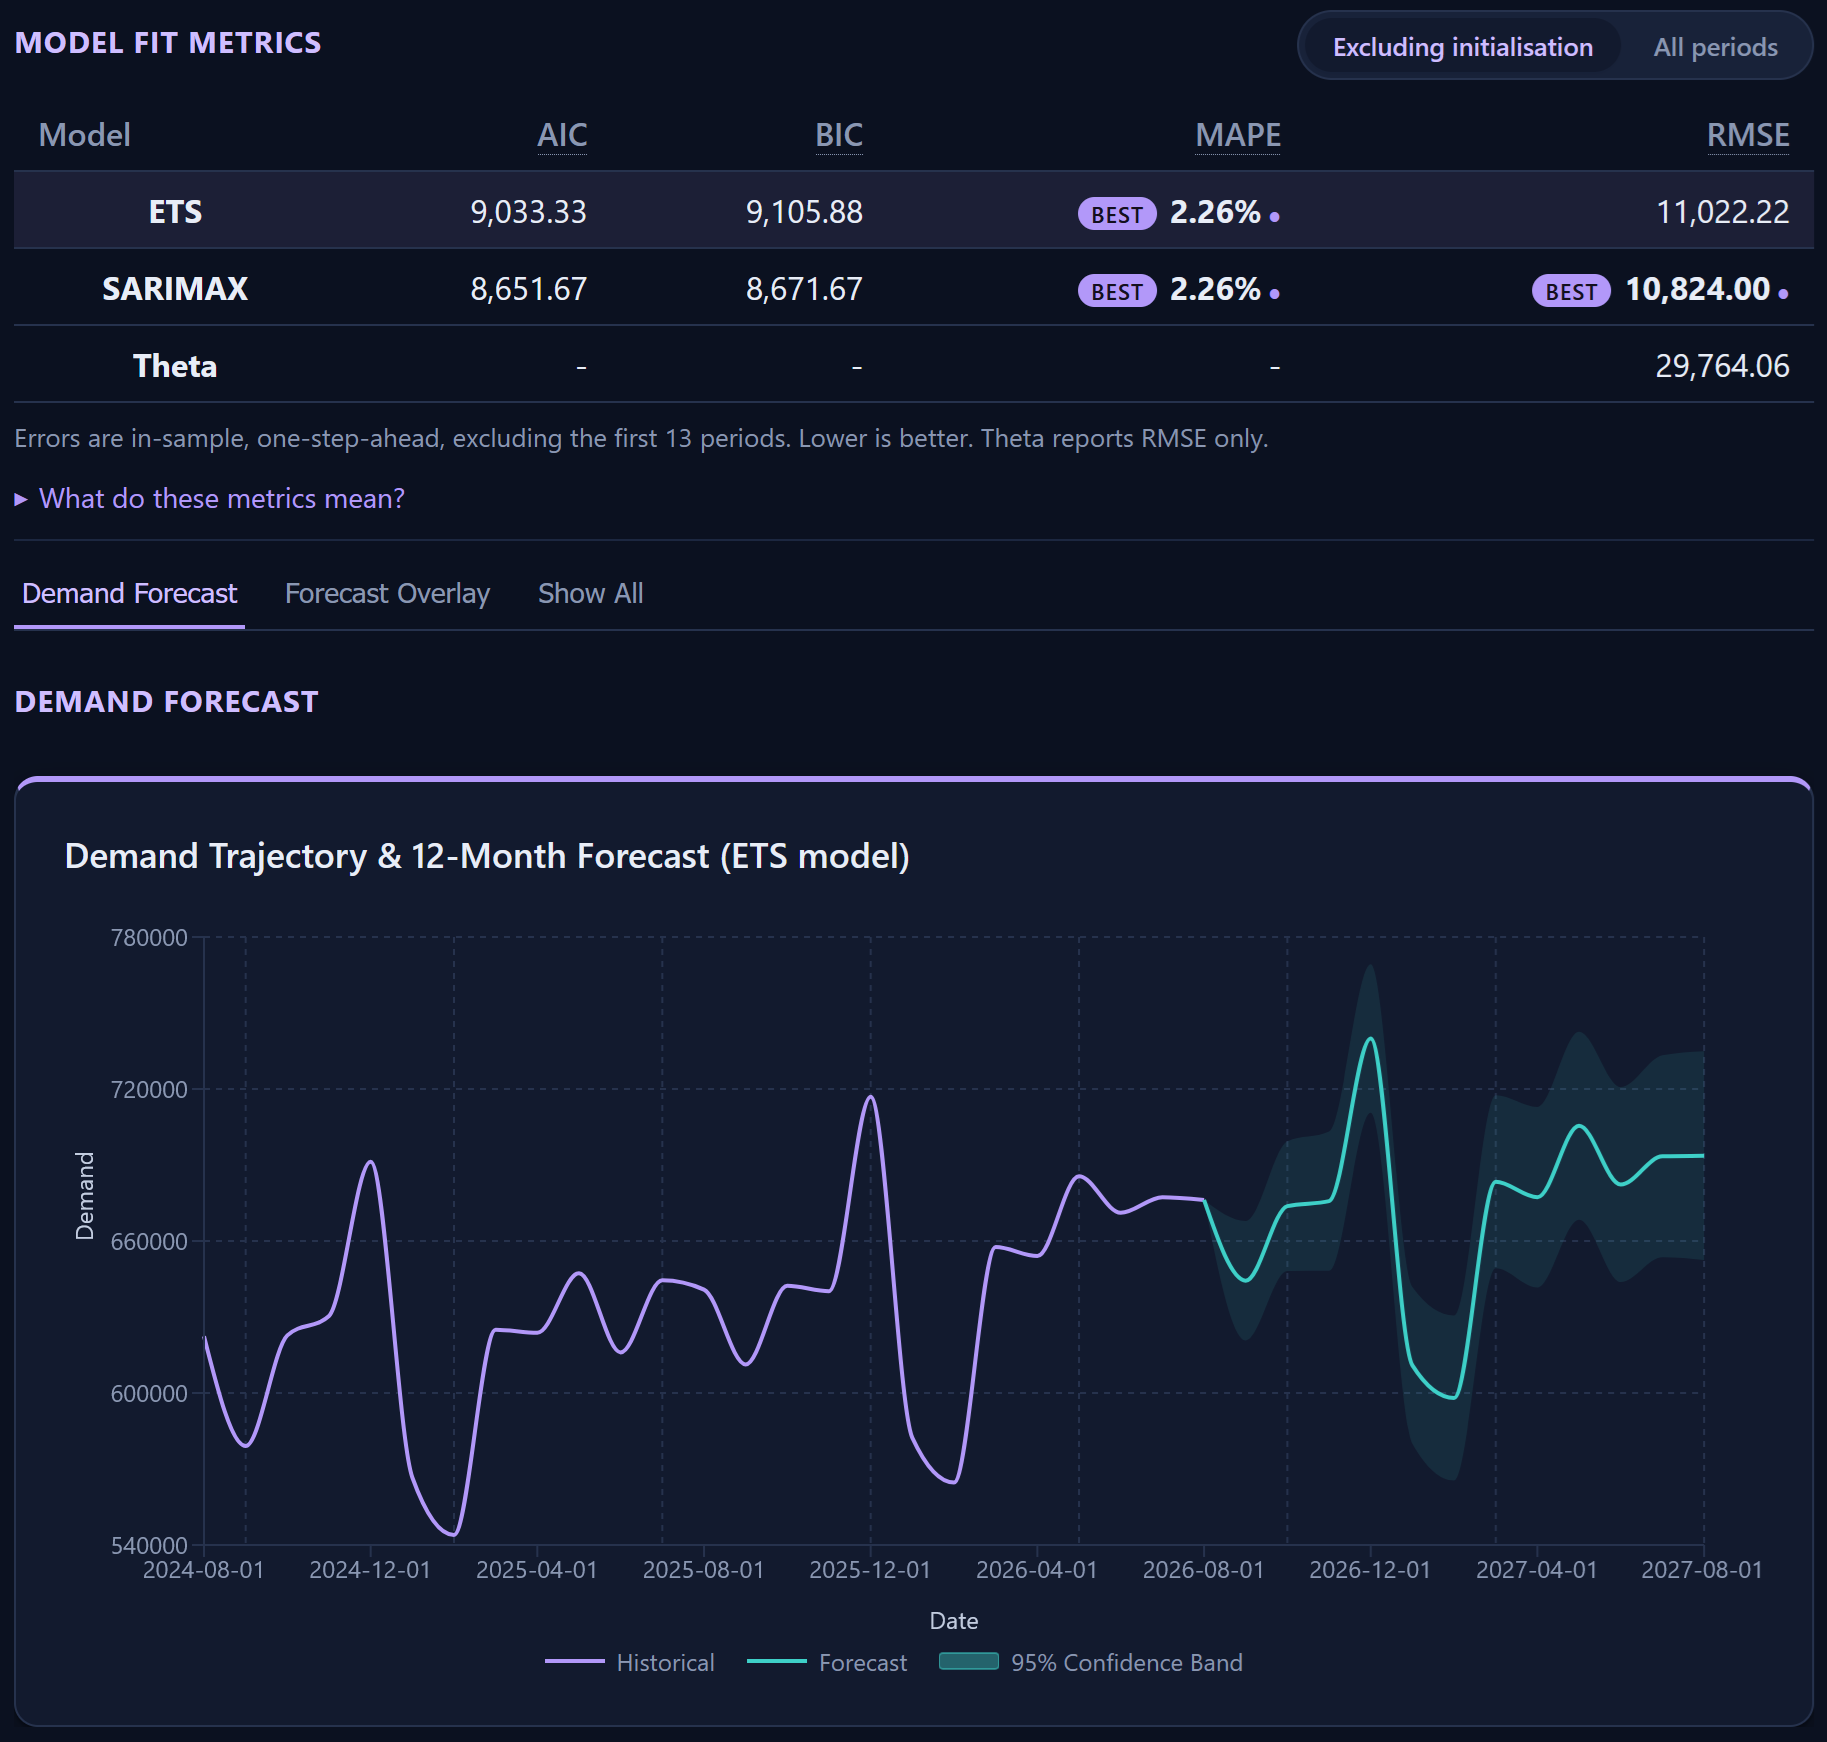 MODEL FIT METRICS
Excluding initialisation All periods
Model AIC BIC MAPE RMSE
ETS 9,033.33 9,105.88 BEST 2.26% 11,022.22
SARIMAX 8,651.67 8,671.67 BEST 2.26% BEST 10,824.00
Theta - - - 29,764.06
Errors are in-sample, one-step-ahead, excluding the first 13 periods. Lower is better. Theta reports RMSE only.
What do these metrics mean?
Demand Forecast Forecast Overlay Show All
DEMAND FORECAST
Demand Trajectory & 12-Month Forecast (ETS model)
780000
720000
660000
600000
540000
Demand
2024-08-01 2024-12-01 2025-04-01 2025-08-01 2025-12-01 2026-04-01 2026-08-01 2026-12-01 2027-04-01 2027-08-01
Date
Historical Forecast 95% Confidence Band